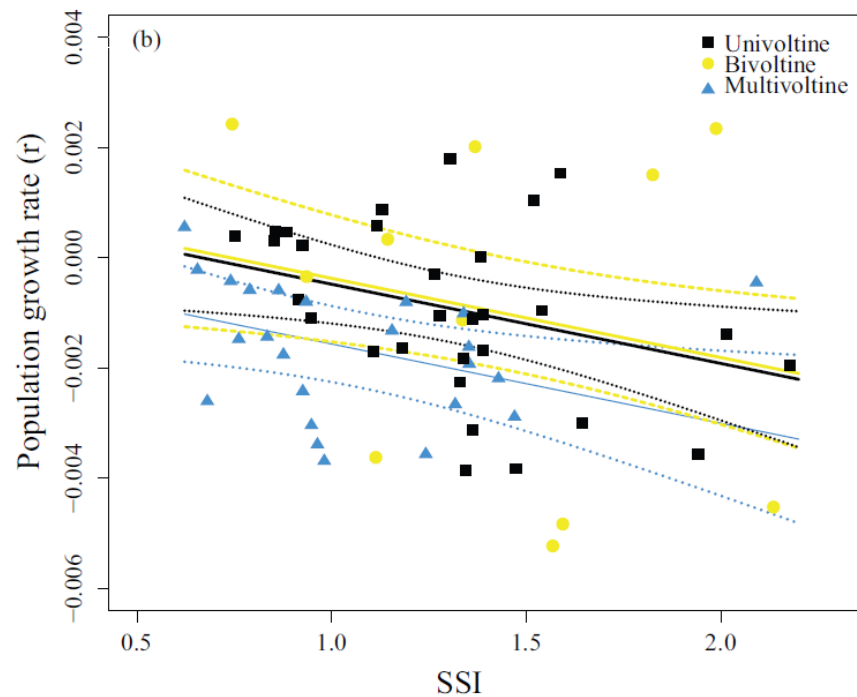 (b)
Univoltine
Bivoltine
Multivoltine
Population growth rate (r)
0.004
0.002
0.000
−0.002
−0.004
−0.006
0.5 1.0 1.5 2.0
SSI